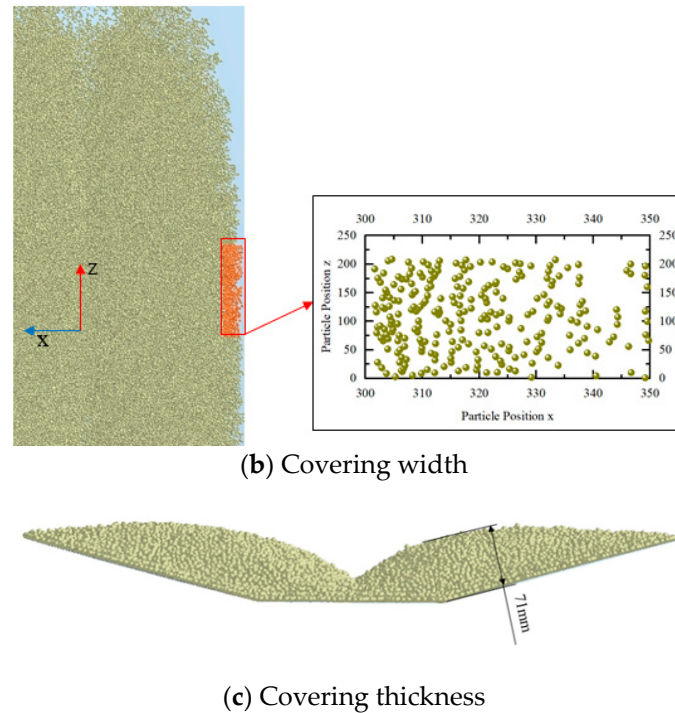 300 310 320 330 340 350
250 250
200 200
150 150
100 100
50 50
0 0
300 310 320 330 340 350
Particle Position z
Particle Position x
z
x
(b) Covering width
71mm
(c) Covering thickness